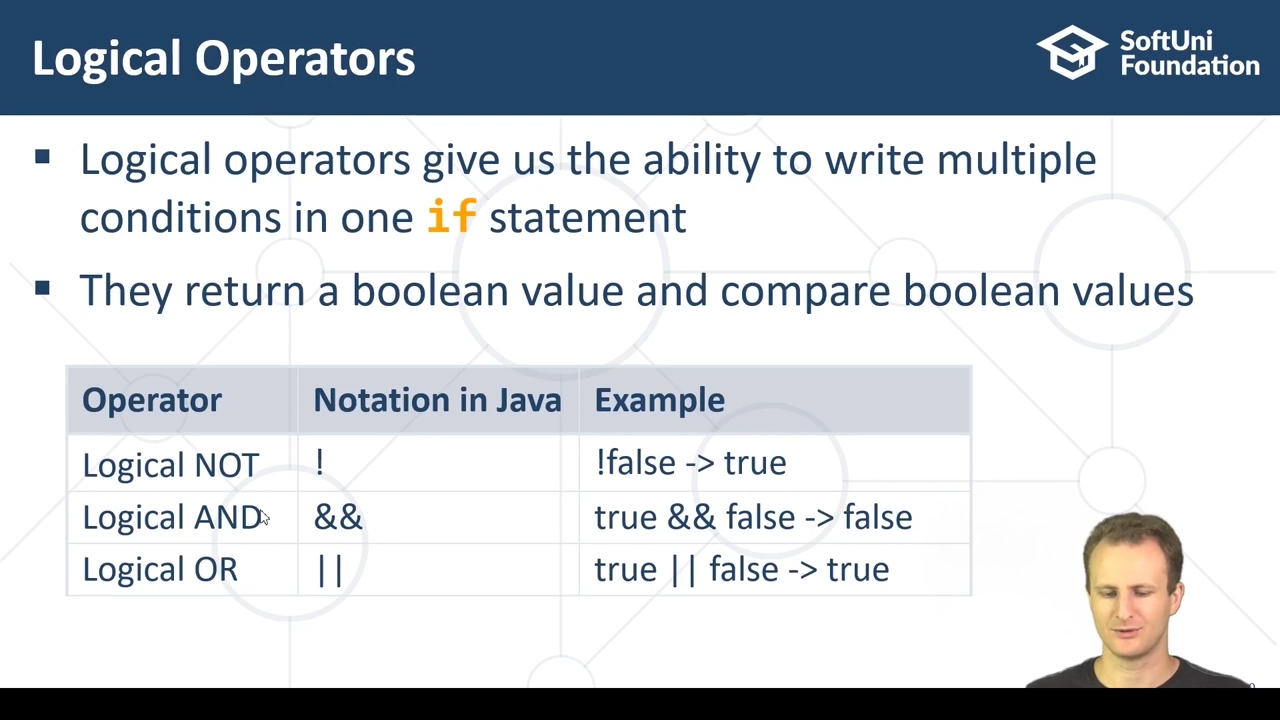 Logical Operators
SoftUni
Foundation
▪ Logical operators give us the ability to write multiple
conditions in one if statement
▪ They return a boolean value and compare boolean values
Operator Notation in Java Example
Logical NOT ! !false -> true
Logical AND && true && false -> false
Logical OR || true || false -> true